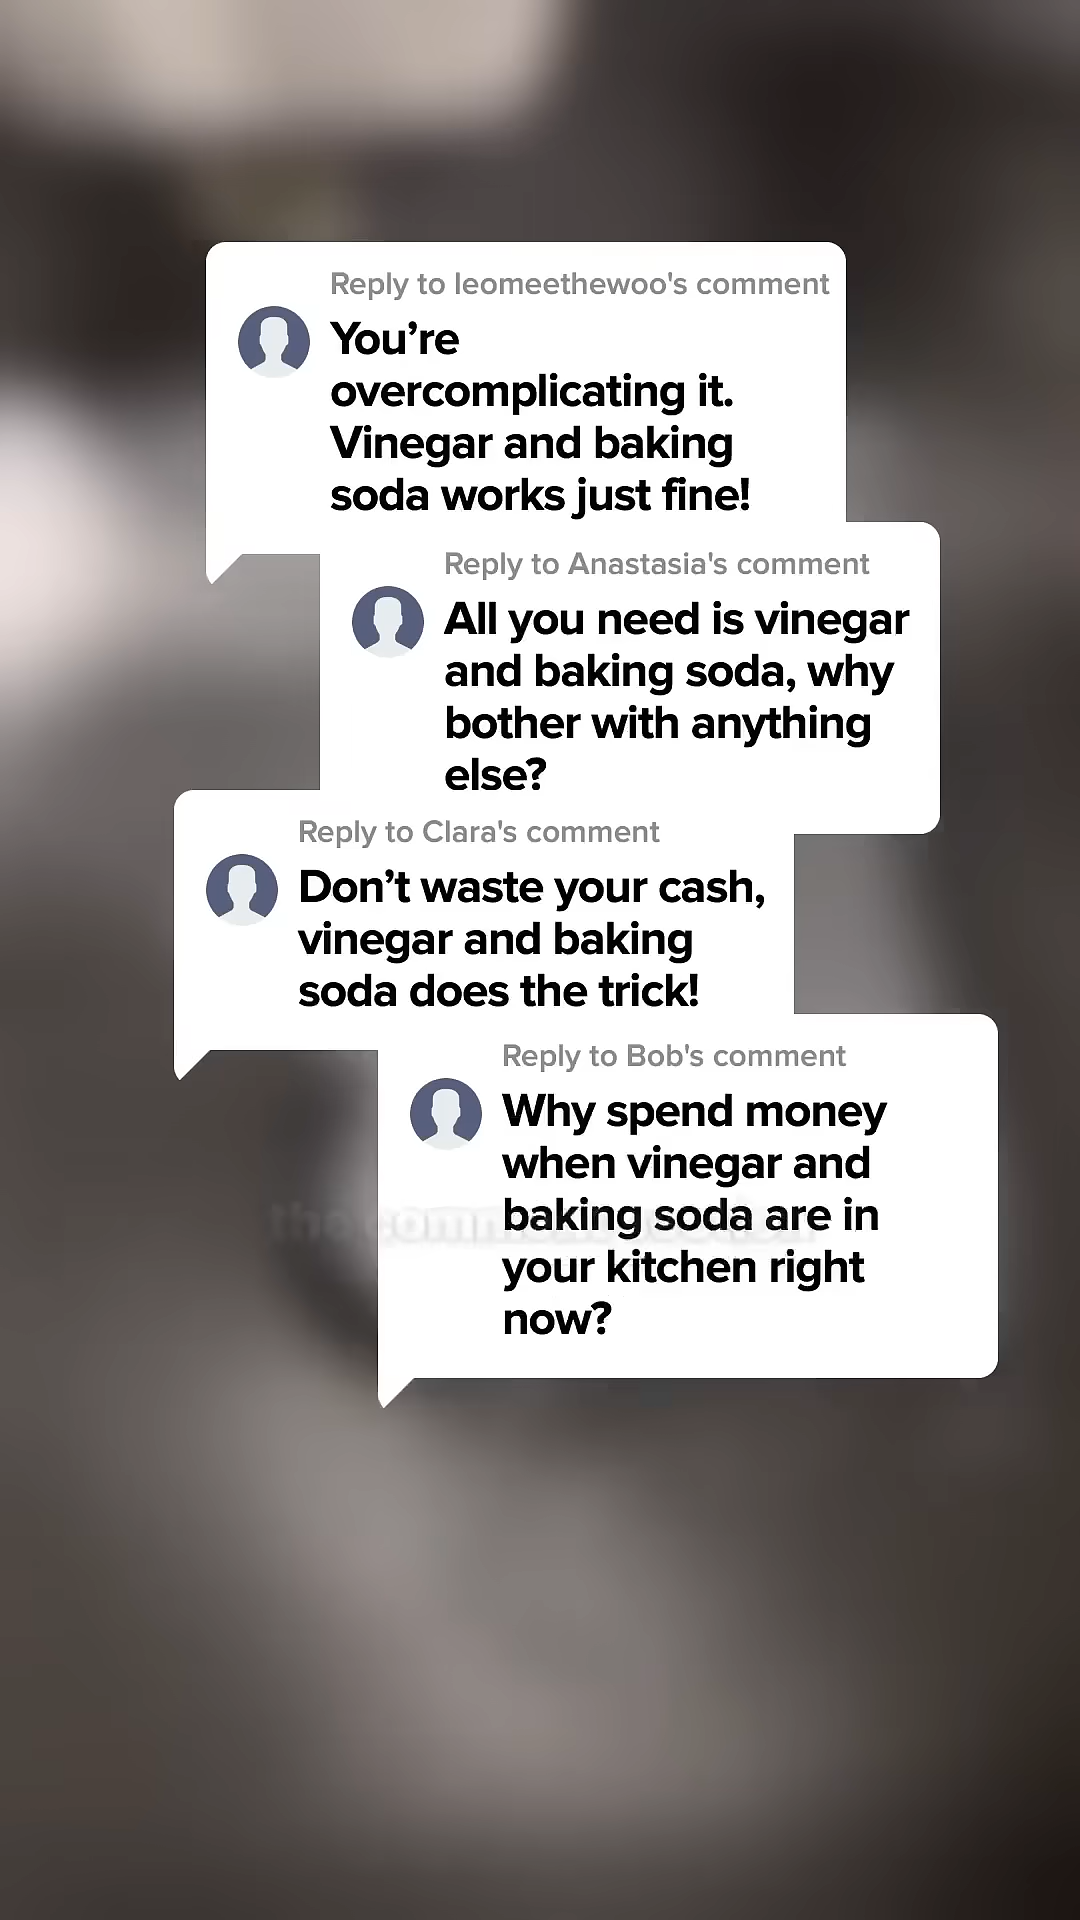 Reply to leomeethewoo's comment
You’re
overcomplicating it.
Vinegar and baking
soda works just fine!
Reply to Anastasia's comment
All you need is vinegar
and baking soda, why
bother with anything
else?
Reply to Clara's comment
Don’t waste your cash,
vinegar and baking
soda does the trick!
Reply to Bob's comment
Why spend money
when vinegar and
baking soda are in
your kitchen right
now?